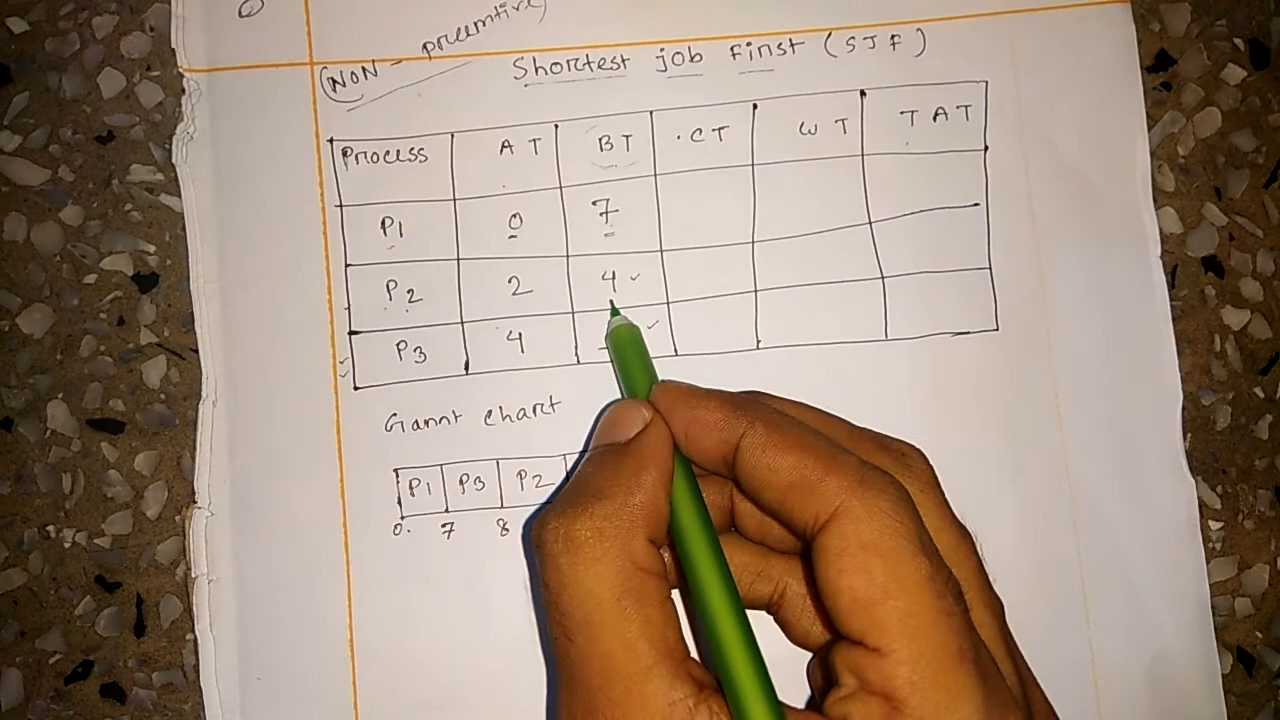 (NON - preemtive)
Shortest job first (SJF)
Process AT BT .CT WT TAT
P1 0 7
P2 2 4 ✓
P3 4 ✓
Gannt chart
P1 P3 P2
0. 7 8